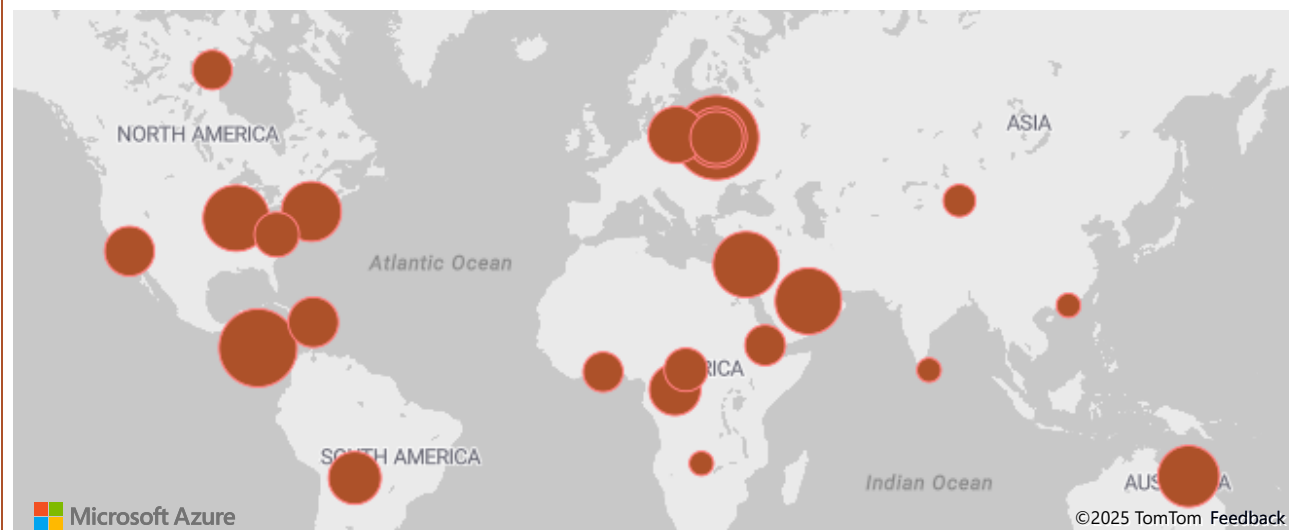 NORTH AMERICA
ASIA
Atlantic Ocean
RICA
SOUTH AMERICA
Indian Ocean
AUS A
Microsoft Azure
©2025 TomTom Feedback